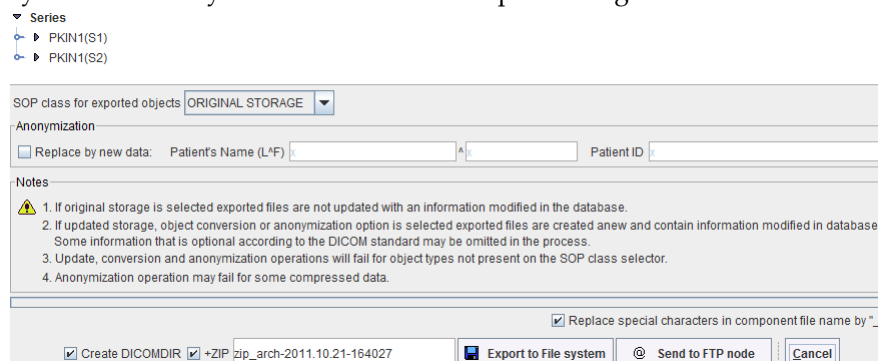 Series
PKIN1(S1)
PKIN1(S2)
SOP class for exported objects ORIGINAL STORAGE
Anonymization
Replace by new data: Patient's Name (L^F) x ^ x Patient ID x
Notes
1. If original storage is selected exported files are not updated with an information modified in the database.
2. If updated storage, object conversion or anonymization option is selected exported files are created anew and contain information modified in database
Some information that is optional according to the DICOM standard may be omitted in the process.
3. Update, conversion and anonymization operations will fail for object types not present on the SOP class selector.
4. Anonymization operation may fail for some compressed data.
Replace special characters in component file name by "_
Create DICOMDIR +ZIP zip_arch-2011.10.21-164027 Export to File system @ Send to FTP node Cancel